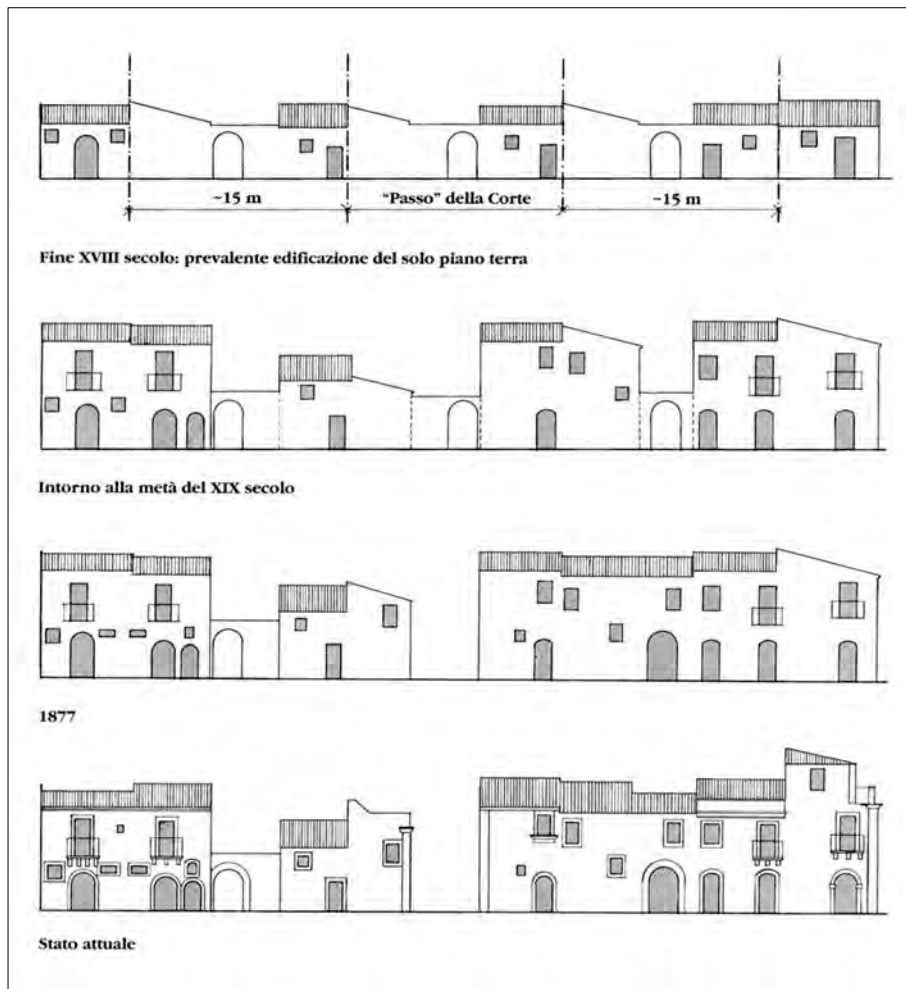 ~15 m "Passo" della Corte ~15 m
Fine XVIII secolo: prevalente edificazione del solo piano terra
Intorno alla metà del XIX secolo
1877
Stato attuale